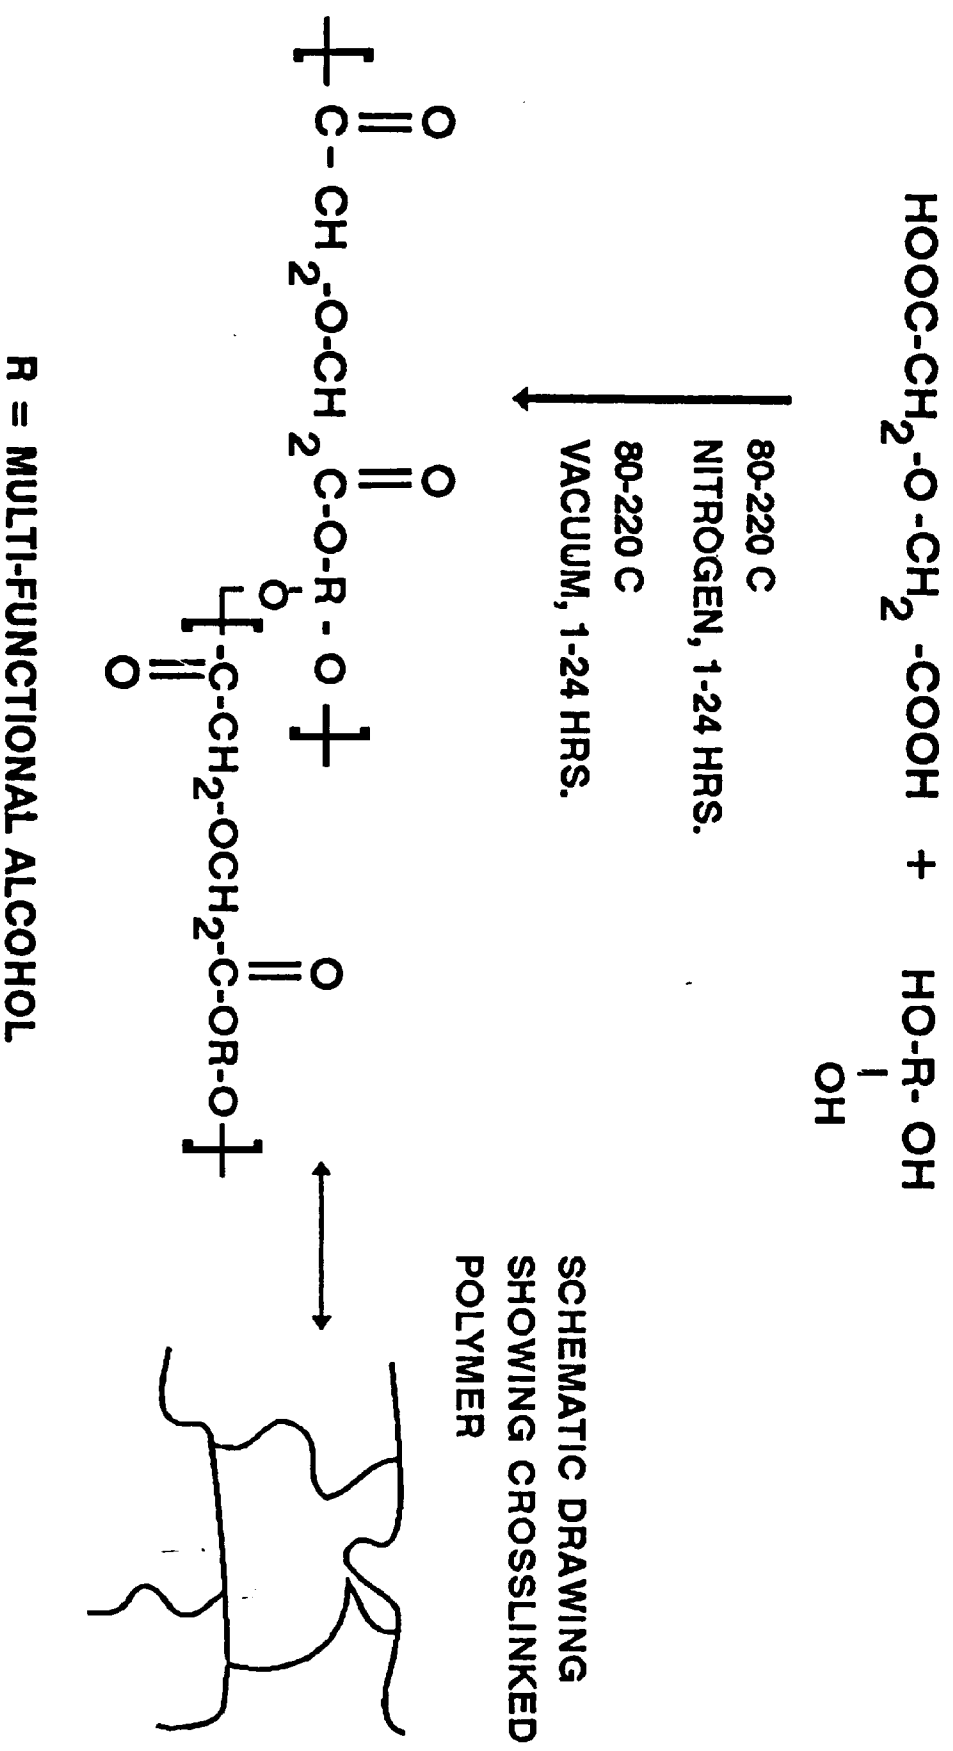 HOOC-CH2-O-CH2-COOH + HO-R-OH
OH
80-220 C
NITROGEN, 1-24 HRS.
80-220 C
VACUUM, 1-24 HRS.
O O
C-CH2-O-CH2C-O-R-O
O
O
-C-CH2-OCH2-C-OR-O
O
SCHEMATIC DRAWING
SHOWING CROSSLINKED
POLYMER
R = MULTI-FUNCTIONAL ALCOHOL